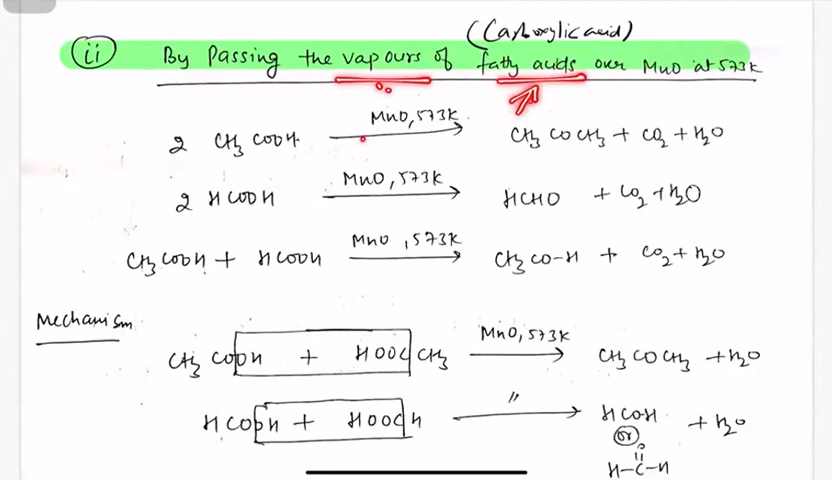 (Carboxylic acid)
(ii) By Passing the vapours of fatty acids over MnO at 573K
2 CH3COOH MnO, 573K → CH3COCH3 + CO2 + H2O
2 HCOOH MnO, 573K → HCHO + CO2 + H2O
CH3COOH + HCOOH MnO, 573K → CH3CO-H + CO2 + H2O
Mechanism
CH3COOH + HOOCCH3 MnO, 573K → CH3COCH3 + H2O
HCOOH + HOOCH " → HCOH + H2O
(or)
O
H-C-H